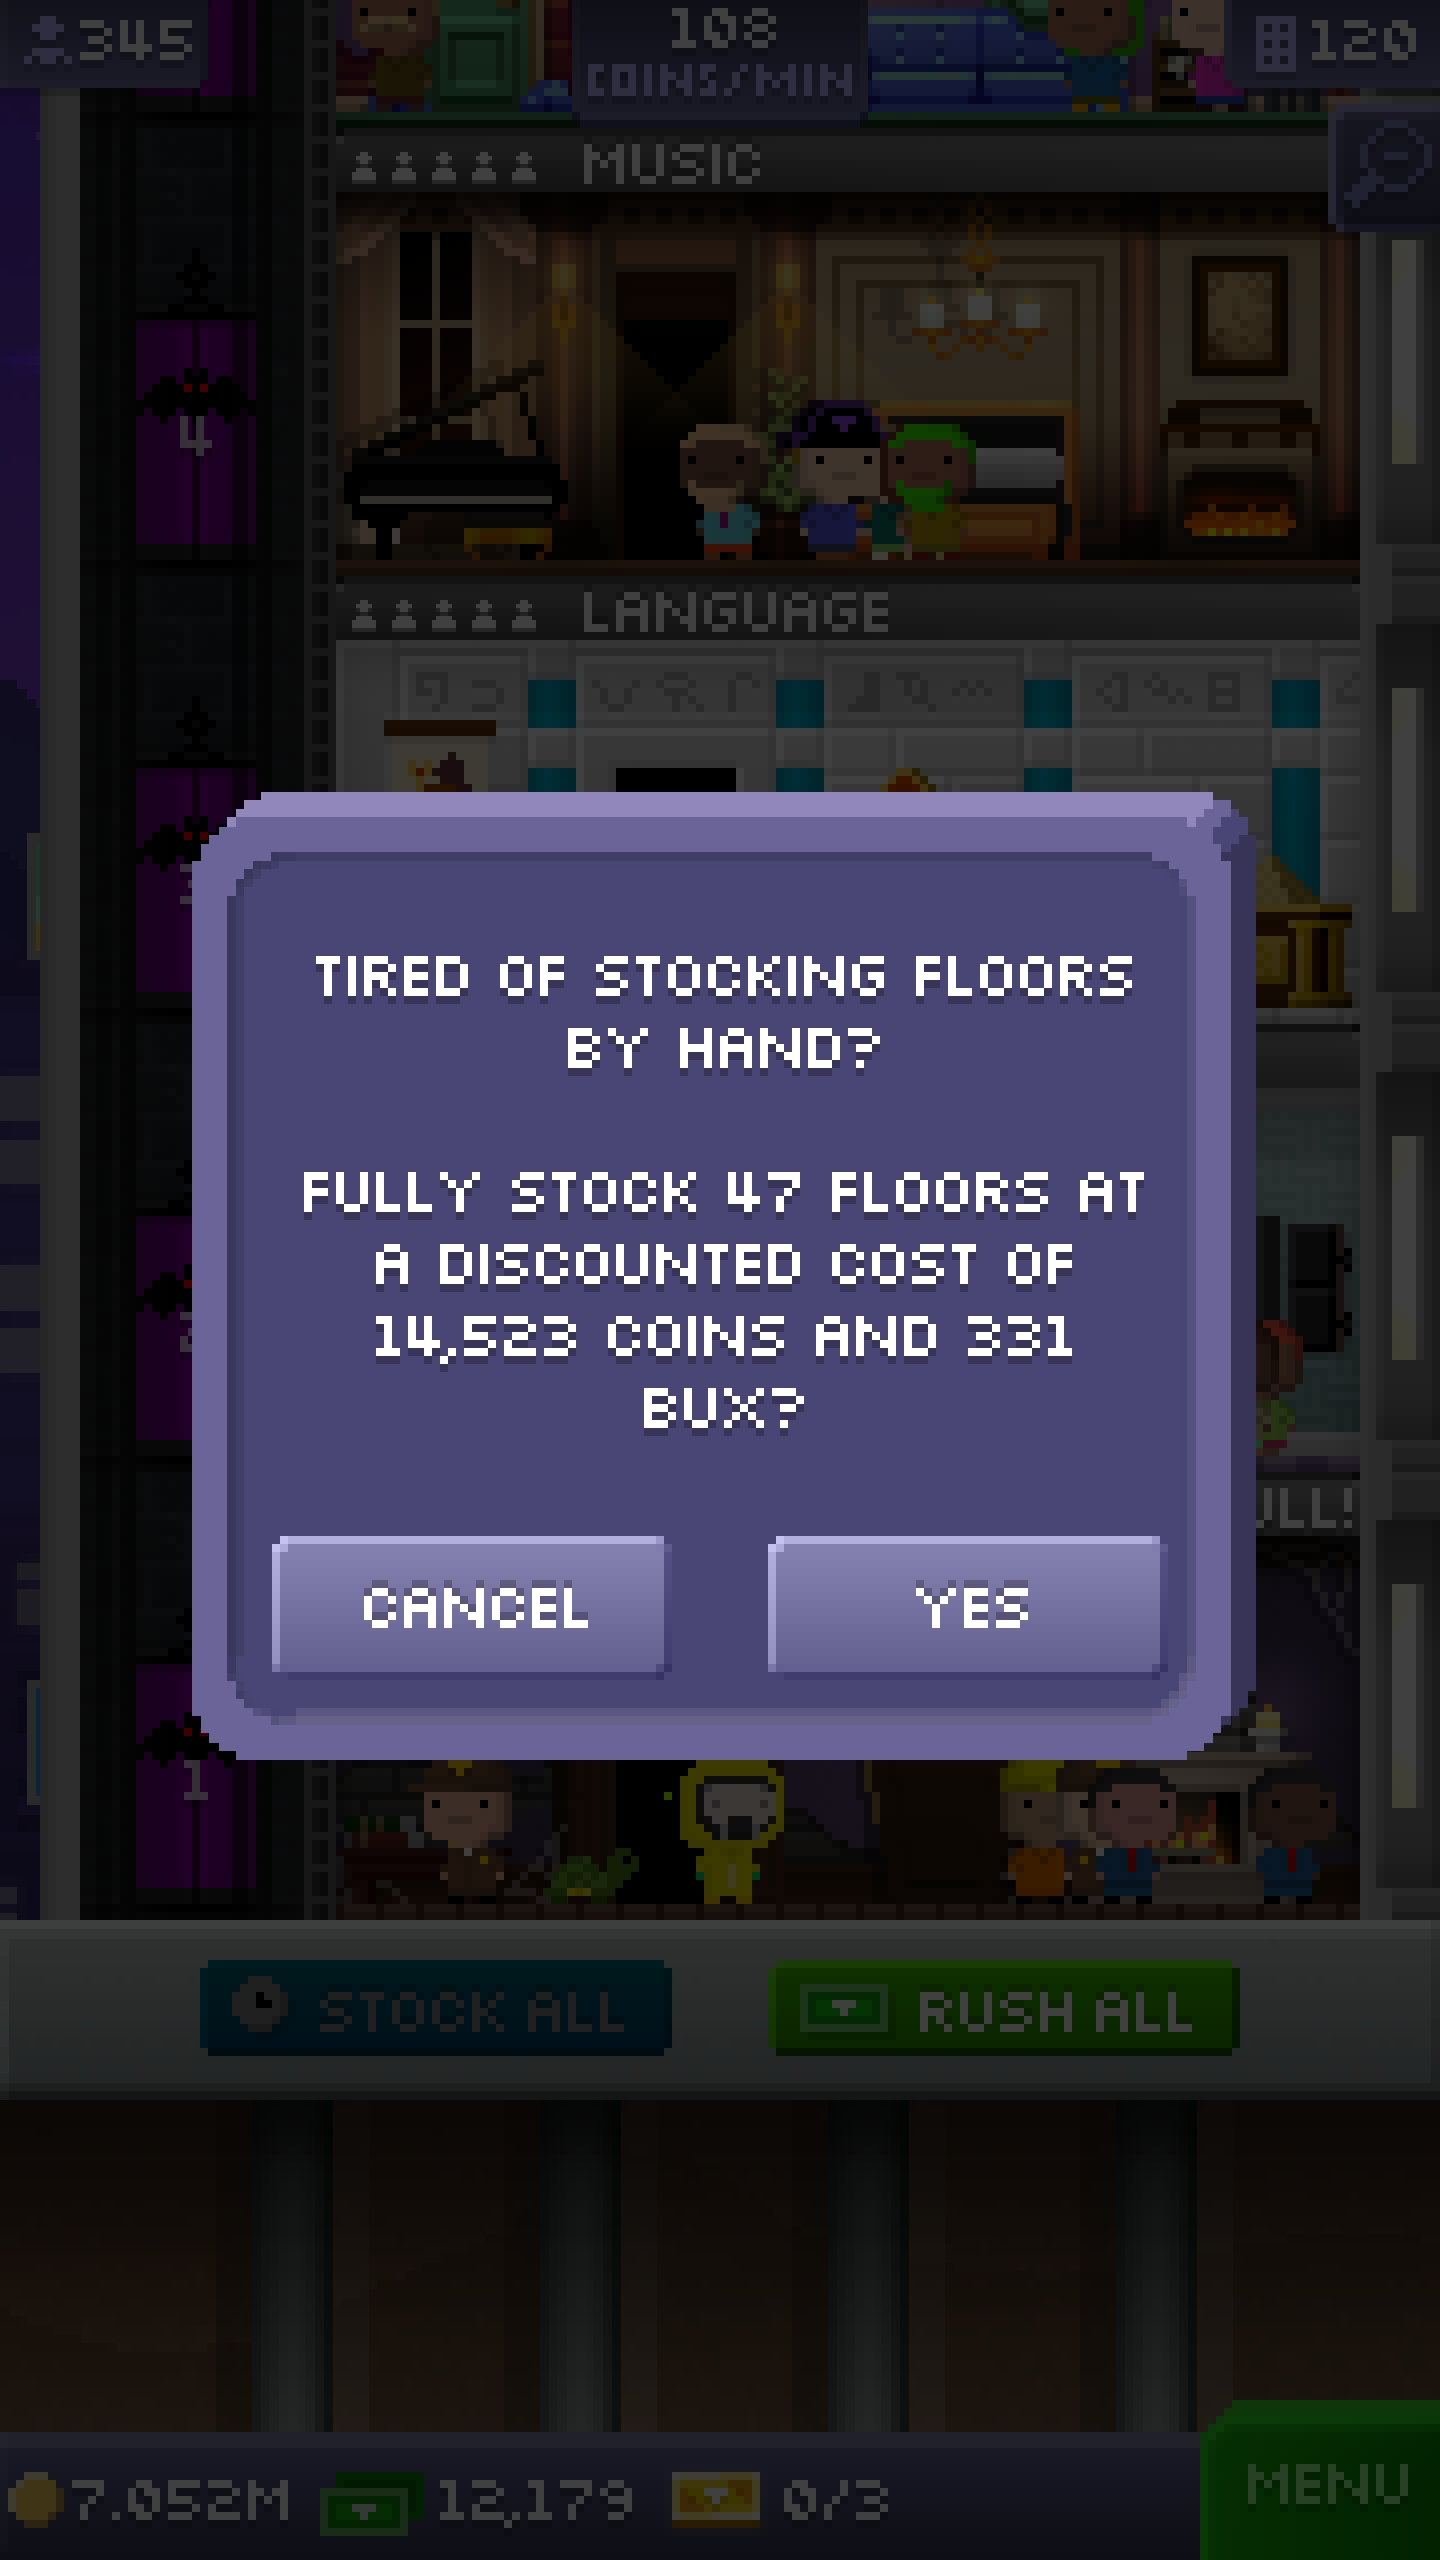 345
108
COINS/MIN
120
MUSIC
4
LANGUAGE
TIRED OF STOCKING FLOORS
BY HAND?
FULLY STOCK 47 FLOORS AT
A DISCOUNTED COST OF
14,523 COINS AND 331
BUX?
ULL!
CANCEL
YES
1
STOCK ALL
RUSH ALL
7.052M
12,179
0/3
MENU